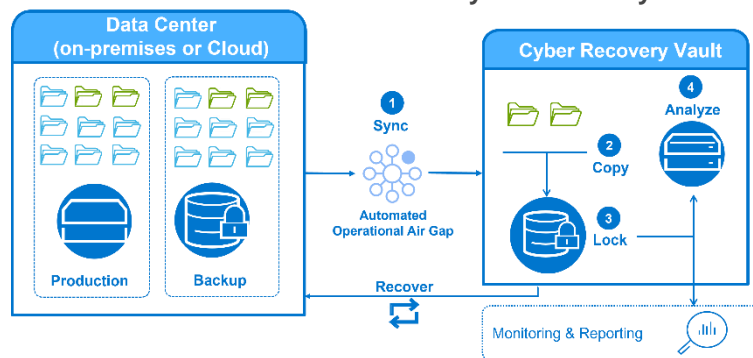 Data Center
(on-premises or Cloud)
Production
Backup
1
Sync
Automated
Operational Air Gap
Recover
Cyber Recovery Vault
4
Analyze
2
Copy
3
Lock
Monitoring & Reporting